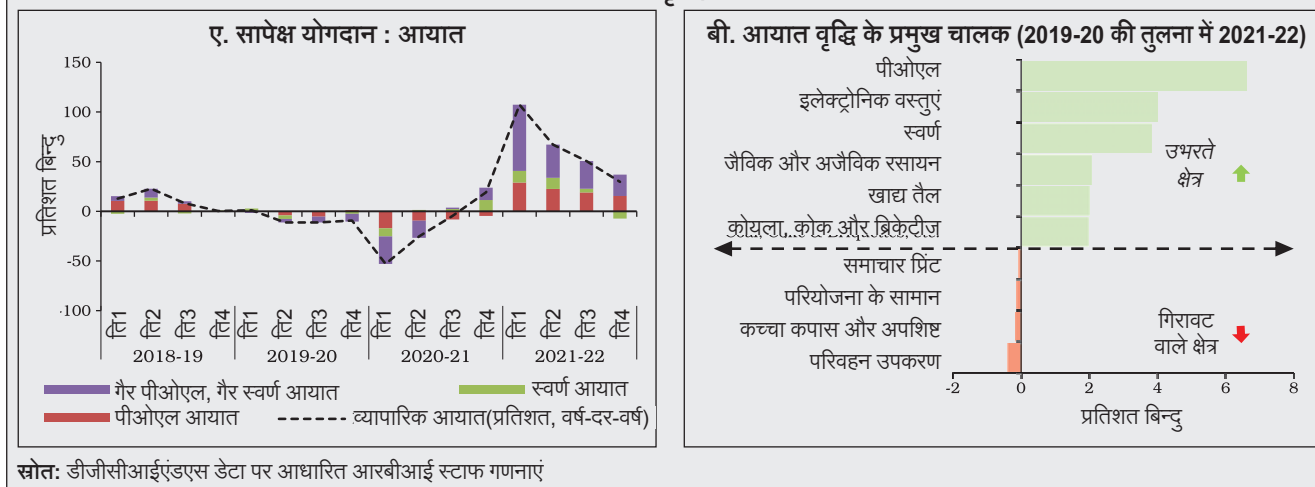 ए. सापेक्ष योगदान : आयात
प्रतिशत बिन्दु
150
100
50
0
-50
-100
ति1 ति2 ति3 ति4 ति1 ति2 ति3 ति4 ति1 ति2 ति3 ति4 ति1 ति2 ति3 ति4
2018-19 2019-20 2020-21 2021-22
गैर पीओएल, गैर स्वर्ण आयात स्वर्ण आयात
पीओएल आयात व्यापारिक आयात(प्रतिशत, वर्ष-दर-वर्ष)
बी. आयात वृद्धि के प्रमुख चालक (2019-20 की तुलना में 2021-22)
पीओएल
इलेक्ट्रोनिक वस्तुएं
स्वर्ण
जैविक और अजैविक रसायन
खाद्य तैल
कोयला, कोक और ब्रिकेटीज
समाचार प्रिंट
परियोजना के सामान
कच्चा कपास और अपशिष्ट
परिवहन उपकरण
उभरते
क्षेत्र
गिरावट
वाले क्षेत्र
-2 0 2 4 6 8
प्रतिशत बिन्दु
स्रोत: डीजीसीआईएंडएस डेटा पर आधारित आरबीआई स्टाफ गणनाएं